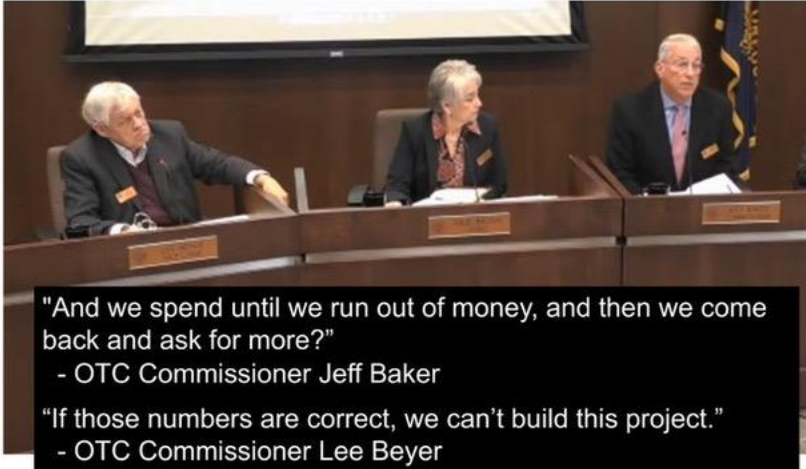 "And we spend until we run out of money, and then we come
back and ask for more?”
- OTC Commissioner Jeff Baker
“If those numbers are correct, we can’t build this project.”
- OTC Commissioner Lee Beyer